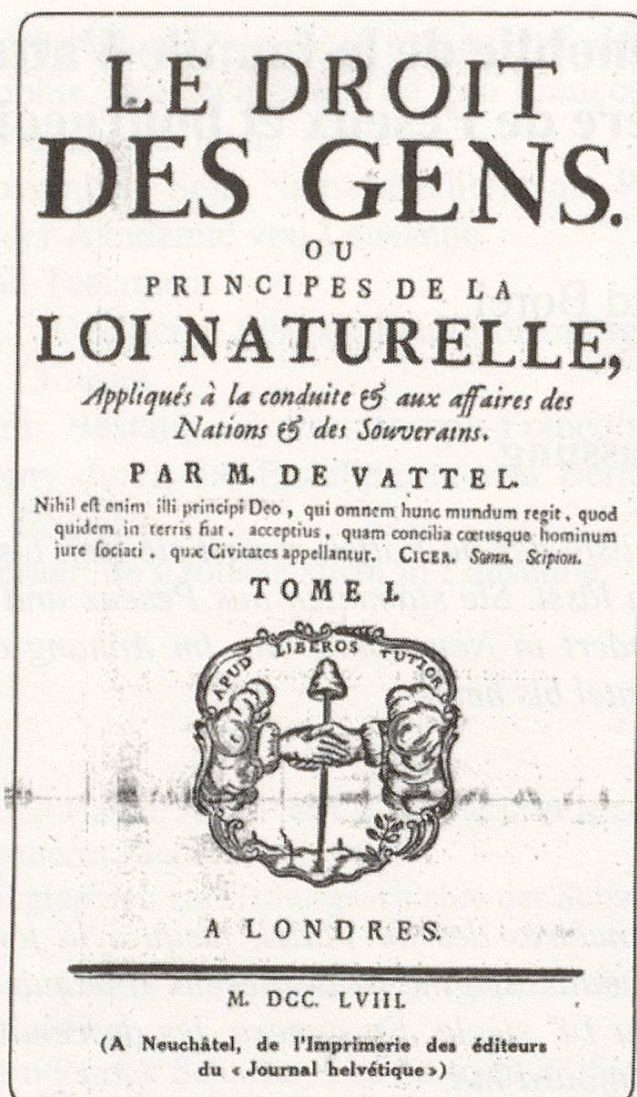 LE DROIT
DES GENS.
OU
PRINCIPES DE LA
LOI NATURELLE,
Appliqués à la conduite & aux affaires des
Nations & des Souverains.
PAR M. DE VATTEL.
Nihil eſt enim illi principi Deo, qui omnem hunc mundum regit, quod
quidem in terris fiat, acceptius, quam concilia cœtusque hominum
jure ſociati, quæ Civitates appellantur. CICER. Somn. Scipion.
TOME I.
APUD LIBEROS TUTIOR
A LONDRES.
M. DCC. LVIII.
(A Neuchâtel, de l'Imprimerie des éditeurs
du « Journal helvétique »)